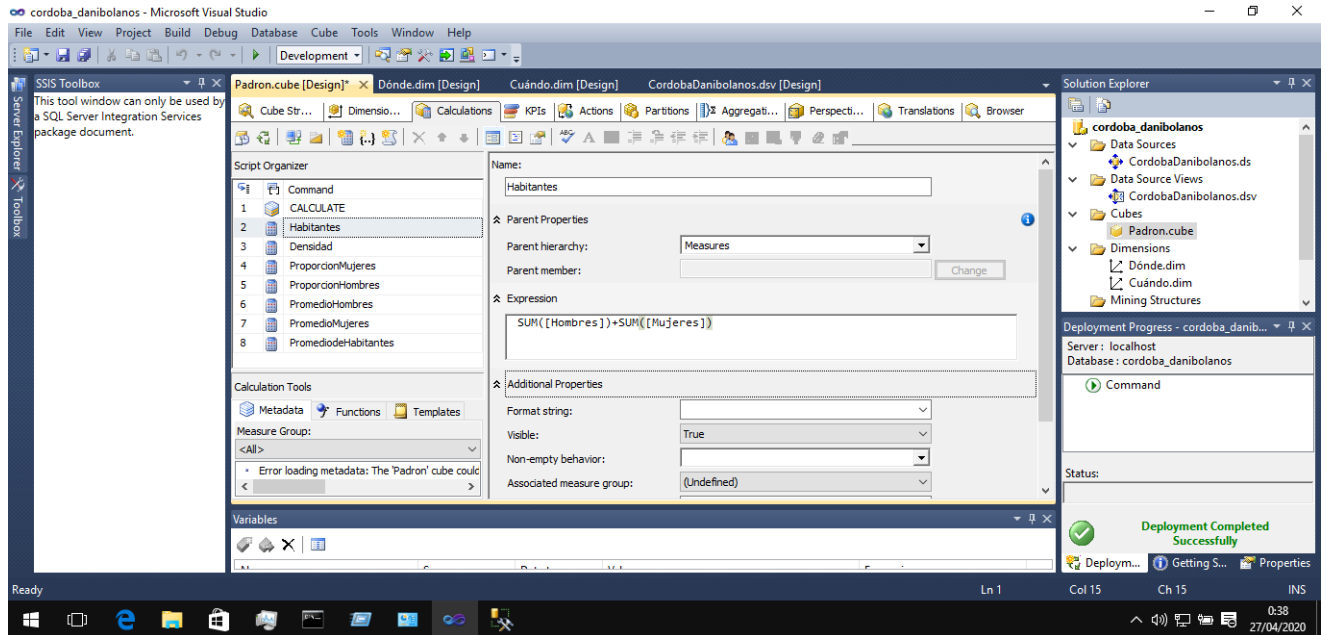 cordoba_danibolanos - Microsoft Visual Studio
File Edit View Project Build Debug Database Cube Tools Window Help
Development
Server Explorer
Toolbox
SSIS Toolbox
This tool window can only be used by
a SQL Server Integration Services
package document.
Padron.cube [Design]* Dónde.dim [Design] Cuándo.dim [Design] CordobaDanibolanos.dsv [Design]
Cube Str... Dimensio... Calculations KPIs Actions Partitions Aggregati... Perspecti... Translations Browser
Script Organizer
Command
1 CALCULATE
2 Habitantes
3 Densidad
4 ProporcionMujeres
5 ProporcionHombres
6 PromedioHombres
7 PromedioMujeres
8 PromediodeHabitantes
Calculation Tools
Metadata Functions Templates
Measure Group:
<All>
Error loading metadata: The 'Padron' cube could
Name:
Habitantes
Parent Properties
Parent hierarchy: Measures
Parent member: Change
Expression
SUM([Hombres])+SUM([Mujeres])
Additional Properties
Format string:
Visible: True
Non-empty behavior:
Associated measure group: (Undefined)
Variables
Solution Explorer
cordoba_danibolanos
Data Sources
CordobaDanibolanos.ds
Data Source Views
CordobaDanibolanos.dsv
Cubes
Padron.cube
Dimensions
Dónde.dim
Cuándo.dim
Mining Structures
Deployment Progress - cordoba_danib...
Server : localhost
Database : cordoba_danibolanos
Command
Status:
Deployment Completed
Successfully
Deploym... Getting S... Properties
Ready Ln 1 Col 15 Ch 15 INS
0:38
27/04/2020